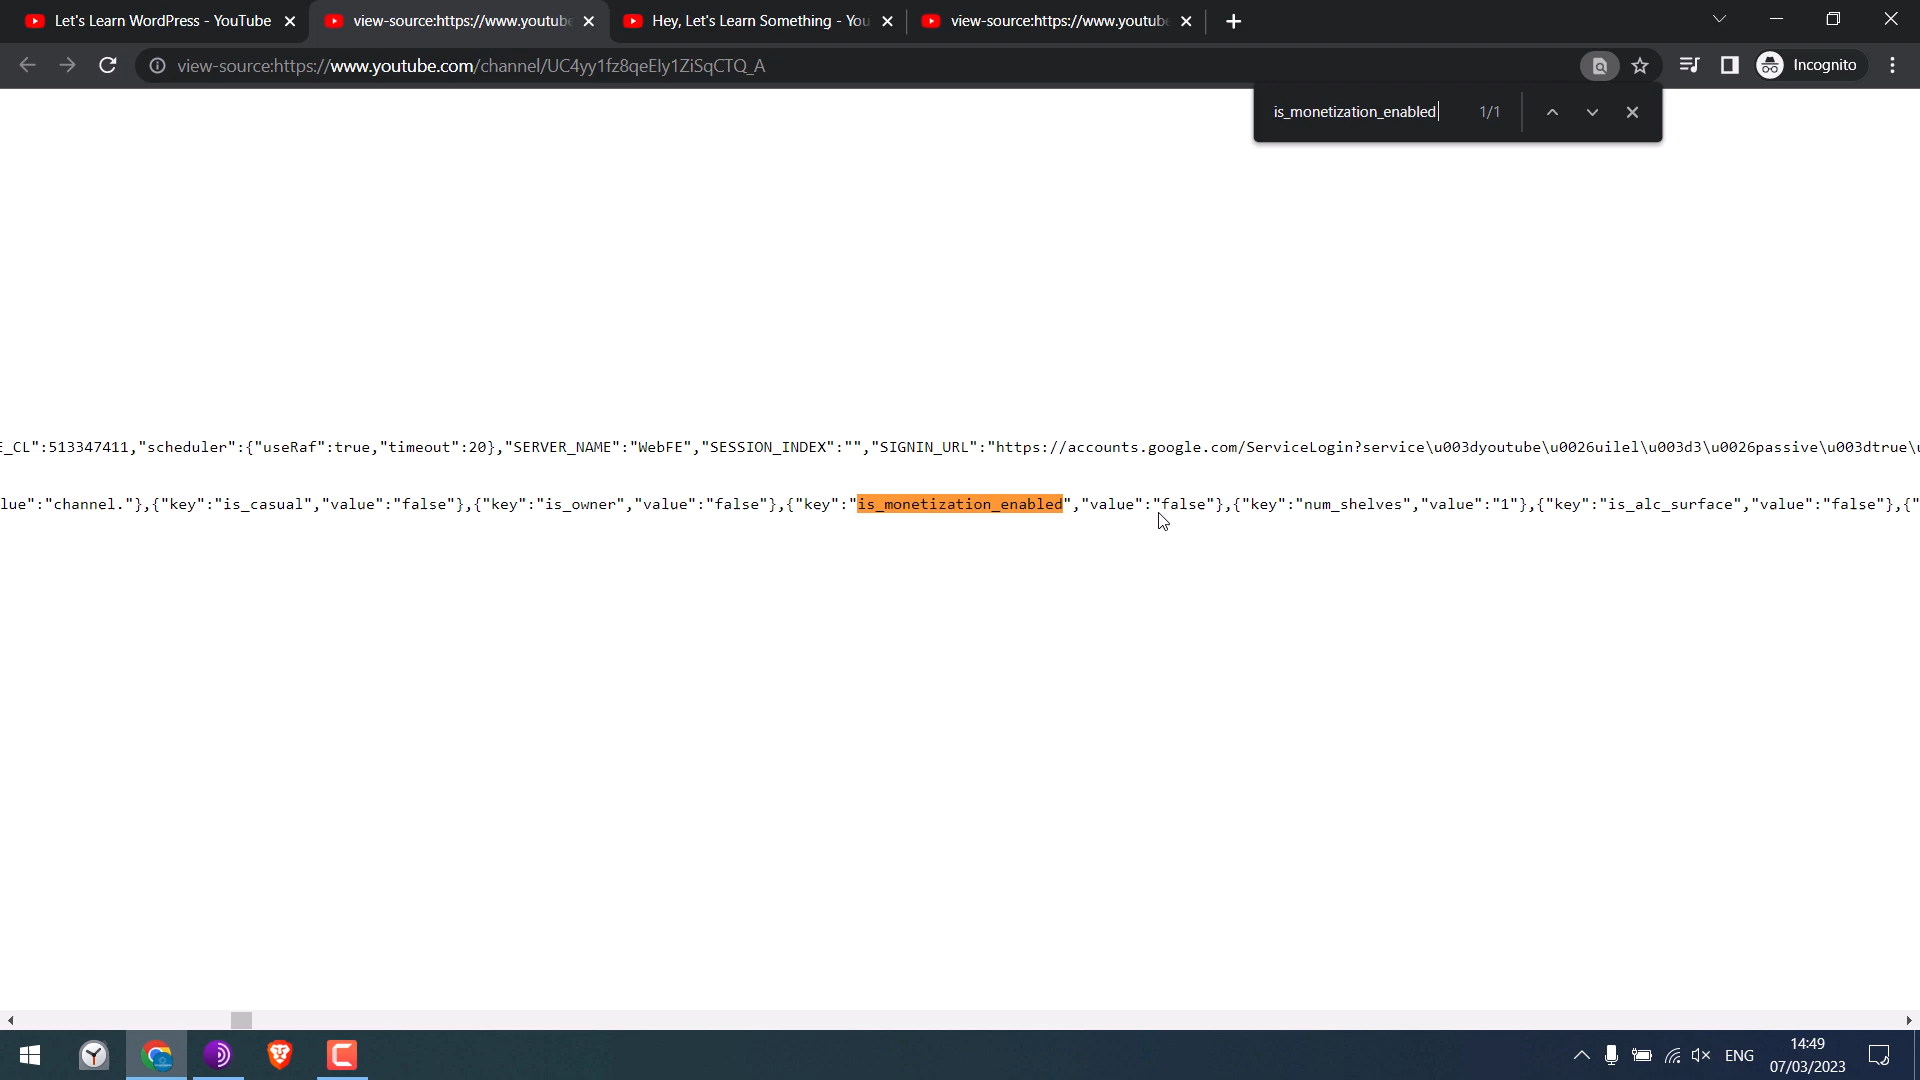 Let's Learn WordPress - YouTube
view-source:https://www.youtube
Hey, Let's Learn Something - You
view-source:https://www.youtube
view-source:https://www.youtube.com/channel/UC4yy1fz8qeEly1ZiSqCTQ_A
Incognito
is_monetization_enabled
1/1
E_CL":513347411,"scheduler":{"useRaf":true,"timeout":20},"SERVER_NAME":"WebFE","SESSION_INDEX":"","SIGNIN_URL":"https://accounts.google.com/ServiceLogin?service\u003dyoutube\u0026uilel\u003d3\u0026passive\u003dtrue\u
lue":"channel."},{"key":"is_casual","value":"false"},{"key":"is_owner","value":"false"},{"key":"is_monetization_enabled","value":"false"},{"key":"num_shelves","value":"1"},{"key":"is_alc_surface","value":"false"},{"
ENG
14:49
07/03/2023